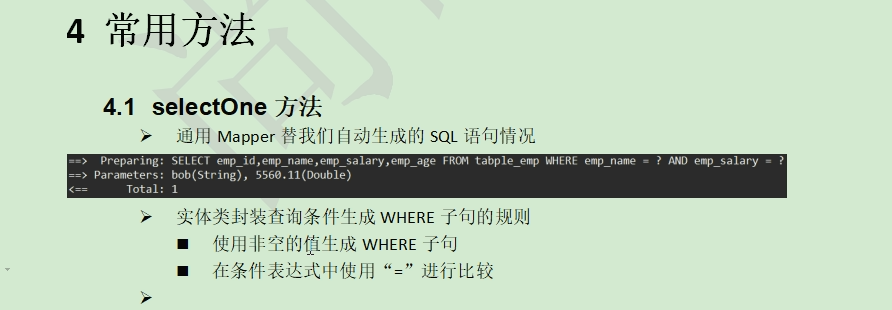 4 常用方法
4.1 selectOne 方法
➢ 通用 Mapper 替我们自动生成的 SQL 语句情况
==>  Preparing: SELECT emp_id,emp_name,emp_salary,emp_age FROM tabple_emp WHERE emp_name = ? AND emp_salary = ?
==> Parameters: bob(String), 5560.11(Double)
<==      Total: 1
➢ 实体类封装查询条件生成 WHERE 子句的规则
■ 使用非空的值生成 WHERE 子句
■ 在条件表达式中使用“=”进行比较
➢